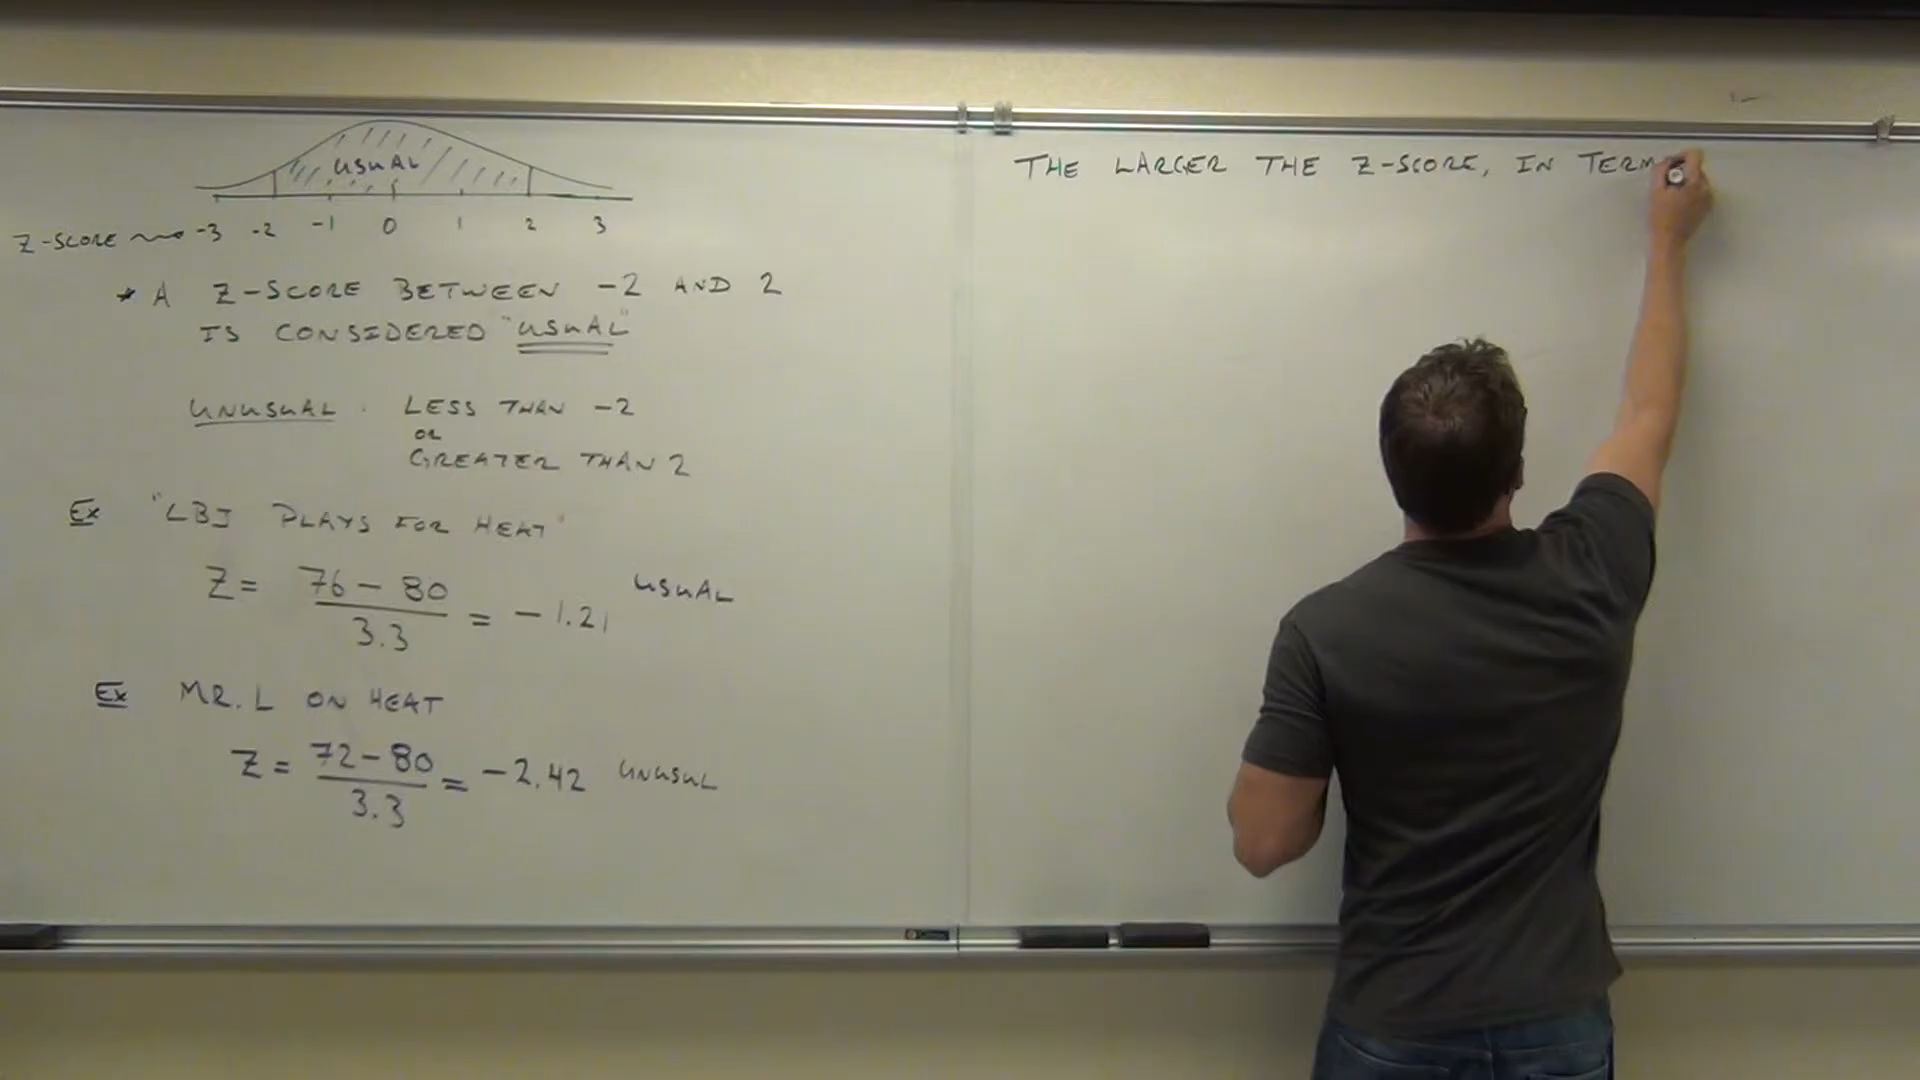 USUAL
Z-SCORE -3 -2 -1 0 1 2 3
* A Z-SCORE BETWEEN -2 AND 2
IS CONSIDERED "USUAL"
UNUSUAL . LESS THAN -2
OR
GREATER THAN 2
Ex "LBJ PLAYS FOR HEAT"
Z = 76 - 80 / 3.3 = -1.21 USUAL
Ex MR. L ON HEAT
Z = 72 - 80 / 3.3 = -2.42 UNUSUL
THE LARGER THE Z-SCORE, IN TERMS